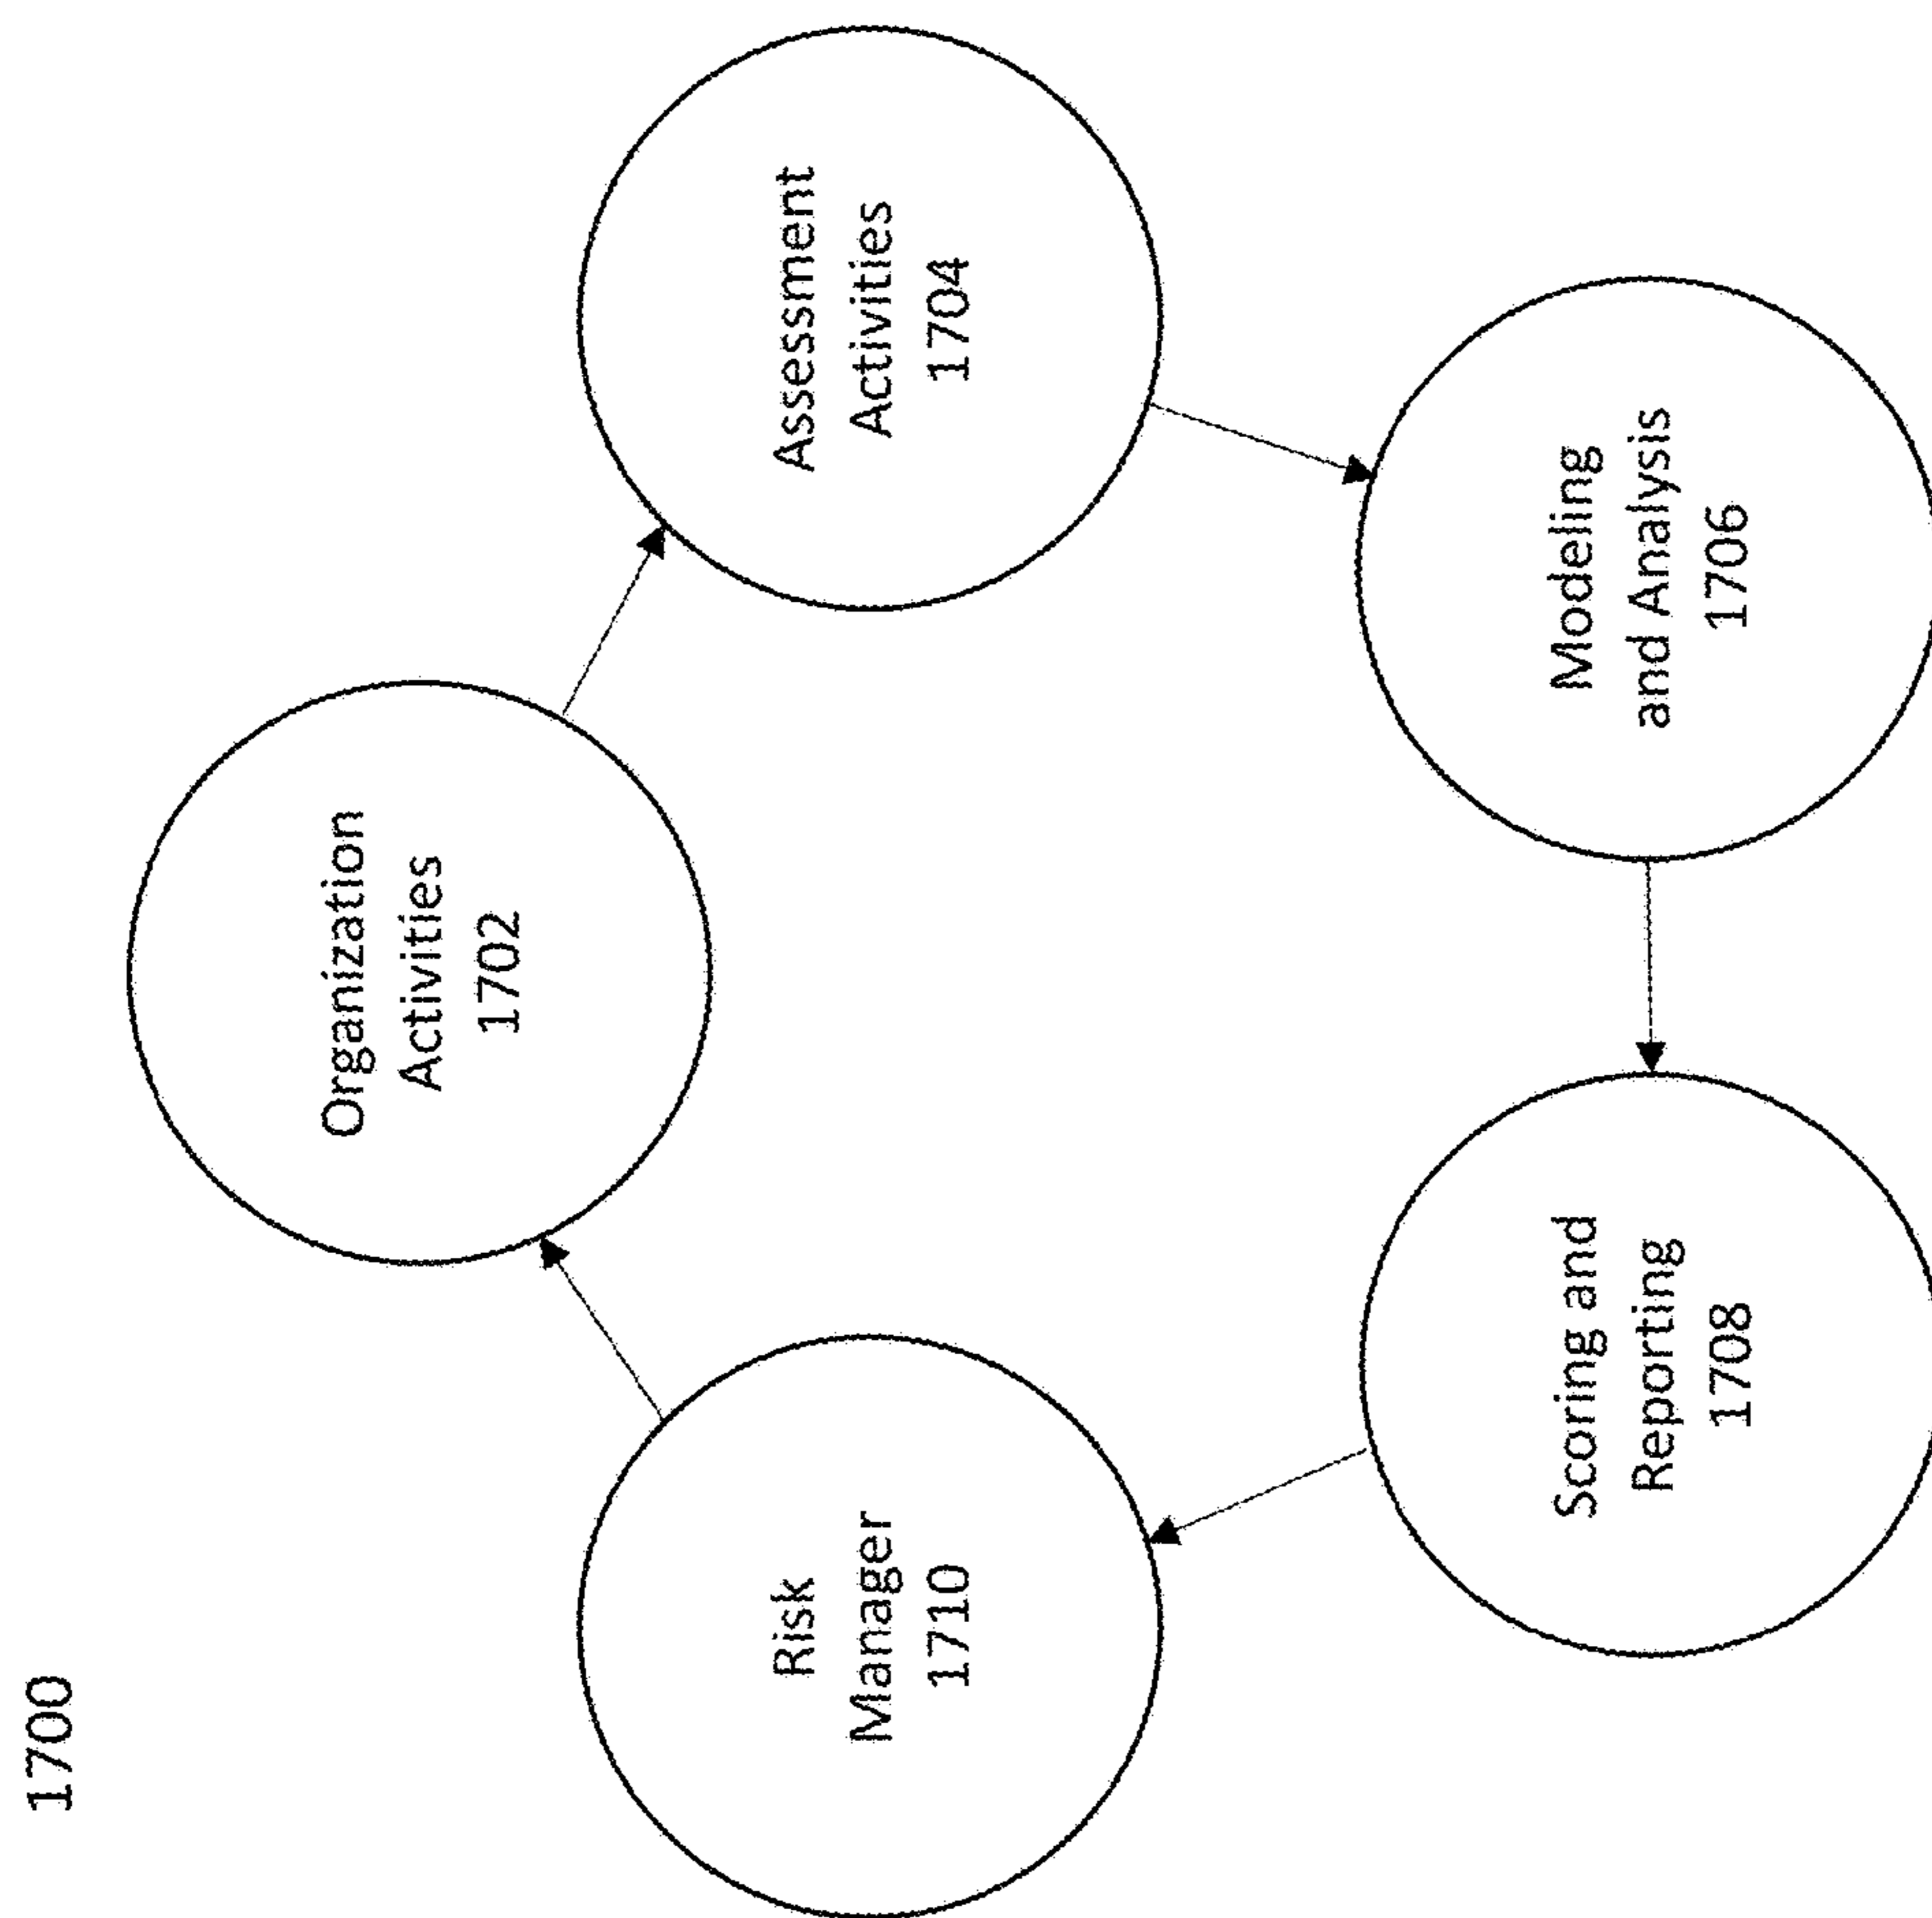 1700
Organization
Activities
1702
Assessment
Activities
1704
Modeling
and Analysis
1706
Scoring and
Reporting
1708
Risk
Manager
1710